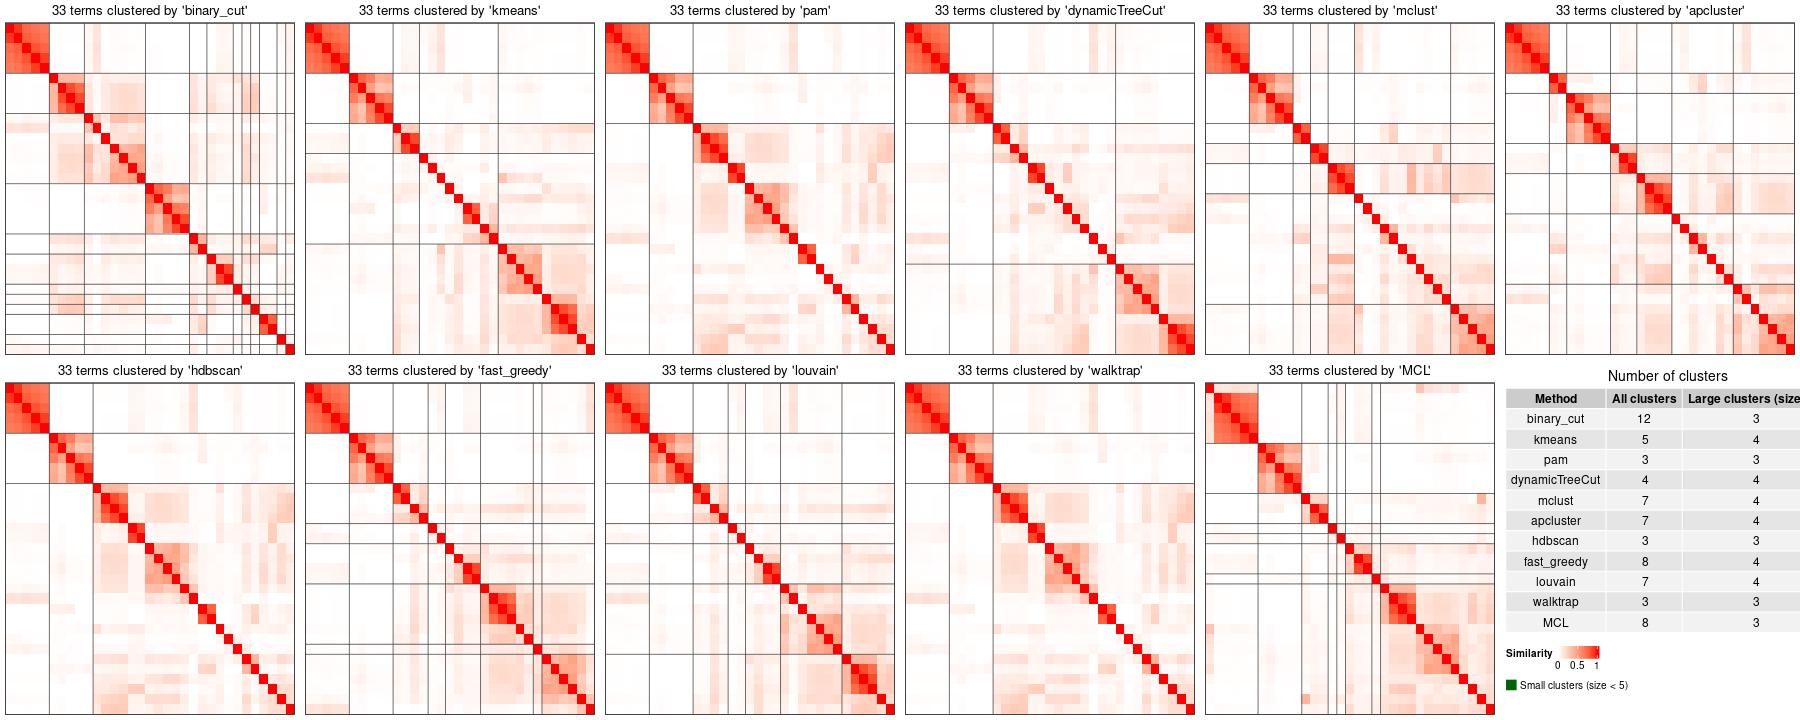 33 terms clustered by 'binary_cut'
33 terms clustered by 'kmeans'
33 terms clustered by 'pam'
33 terms clustered by 'dynamicTreeCut'
33 terms clustered by 'mclust'
33 terms clustered by 'apcluster'
33 terms clustered by 'hdbscan'
33 terms clustered by 'fast_greedy'
33 terms clustered by 'louvain'
33 terms clustered by 'walktrap'
33 terms clustered by 'MCL'
Number of clusters
Method All clusters Large clusters (size
binary_cut 12 3
kmeans 5 4
pam 3 3
dynamicTreeCut 4 4
mclust 7 4
apcluster 7 4
hdbscan 3 3
fast_greedy 8 4
louvain 7 4
walktrap 3 3
MCL 8 3
Similarity
0 0.5 1
Small clusters (size < 5)